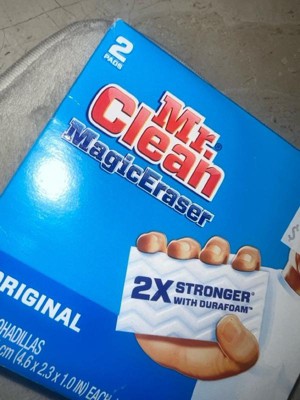 2
PADS
Mr.
Clean®
MagicEraser
2X STRONGER*
WITH DURAFOAM™
ORIGINAL
OHADILLAS
cm (4.6 x 2.3 x 1.0 IN) EACH